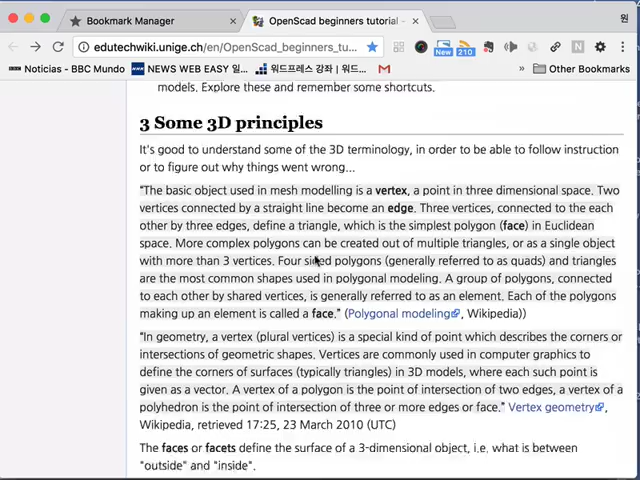 Bookmark Manager
OpenScad beginners tutorial –
원
edutechwiki.unige.ch/en/OpenScad_beginners_tu...
New
210
N
Noticias - BBC Mundo
NEWS WEB EASY 일...
워드프레스 강좌 | 워드...
»
Other Bookmarks
models. Explore these and remember some shortcuts.
3 Some 3D principles
It's good to understand some of the 3D terminology, in order to be able to follow instruction
or to figure out why things went wrong...
“The basic object used in mesh modelling is a vertex, a point in three dimensional space. Two
vertices connected by a straight line become an edge. Three vertices, connected to the each
other by three edges, define a triangle, which is the simplest polygon (face) in Euclidean
space. More complex polygons can be created out of multiple triangles, or as a single object
with more than 3 vertices. Four sided polygons (generally referred to as quads) and triangles
are the most common shapes used in polygonal modeling. A group of polygons, connected
to each other by shared vertices, is generally referred to as an element. Each of the polygons
making up an element is called a face.” (Polygonal modeling, Wikipedia))
“In geometry, a vertex (plural vertices) is a special kind of point which describes the corners or
intersections of geometric shapes. Vertices are commonly used in computer graphics to
define the corners of surfaces (typically triangles) in 3D models, where each such point is
given as a vector. A vertex of a polygon is the point of intersection of two edges, a vertex of a
polyhedron is the point of intersection of three or more edges or face.” Vertex geometry,
Wikipedia, retrieved 17:25, 23 March 2010 (UTC)
The faces or facets define the surface of a 3-dimensional object, i.e. what is between
"outside" and "inside".